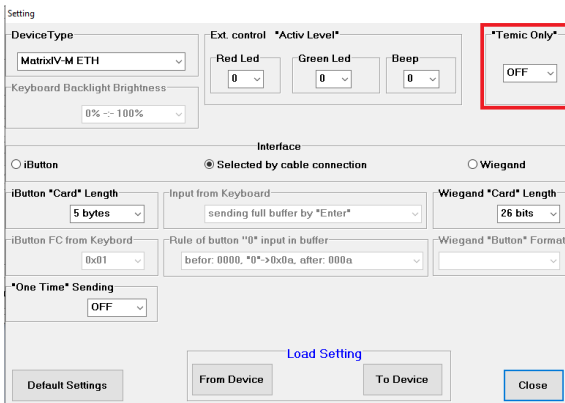 Setting
DeviceType
MatrixIV-M ETH
Ext. control "Activ Level"
Red Led
0
Green Led
0
Beep
0
"Temic Only"
OFF
Keyboard Backlight Brightness
0% -:- 100%
Interface
iButton
Selected by cable connection
Wiegand
iButton "Card" Length
5 bytes
Input from Keyboard
sending full buffer by "Enter"
Wiegand "Card" Length
26 bits
iButton FC from Keybord
0x01
Rule of button "0" input in buffer
befor: 0000, "0"->0x0a, after: 000a
Wiegand "Button" Format
"One Time" Sending
OFF
Load Setting
Default Settings
From Device
To Device
Close